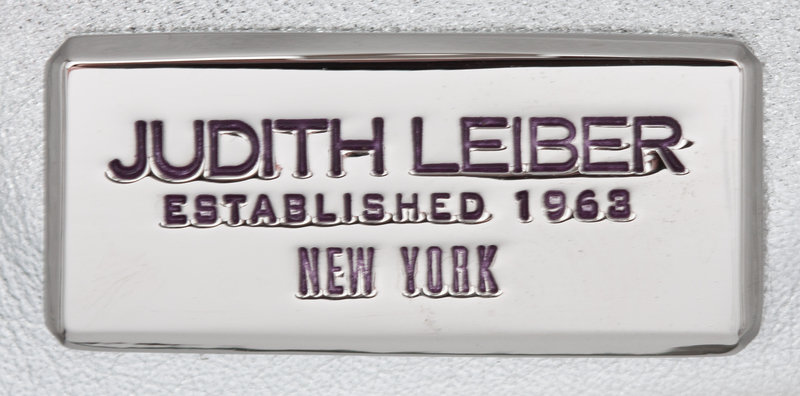 JUDITH LEIBER
ESTABLISHED 1963
NEW YORK